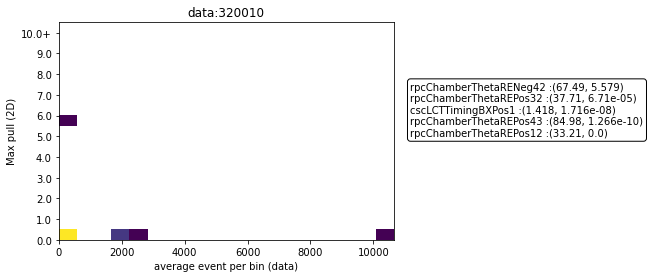 data:320010
10.0+
9.0
8.0
7.0
6.0
5.0
4.0
3.0
2.0
1.0
0.0
Max pull (2D)
0 2000 4000 6000 8000 10000
average event per bin (data)
rpcChamberThetaRENeg42 :(67.49, 5.579)
rpcChamberThetaREPos32 :(37.71, 6.71e-05)
cscLCTTimingBXPos1 :(1.418, 1.716e-08)
rpcChamberThetaREPos43 :(84.98, 1.266e-10)
rpcChamberThetaREPos12 :(33.21, 0.0)